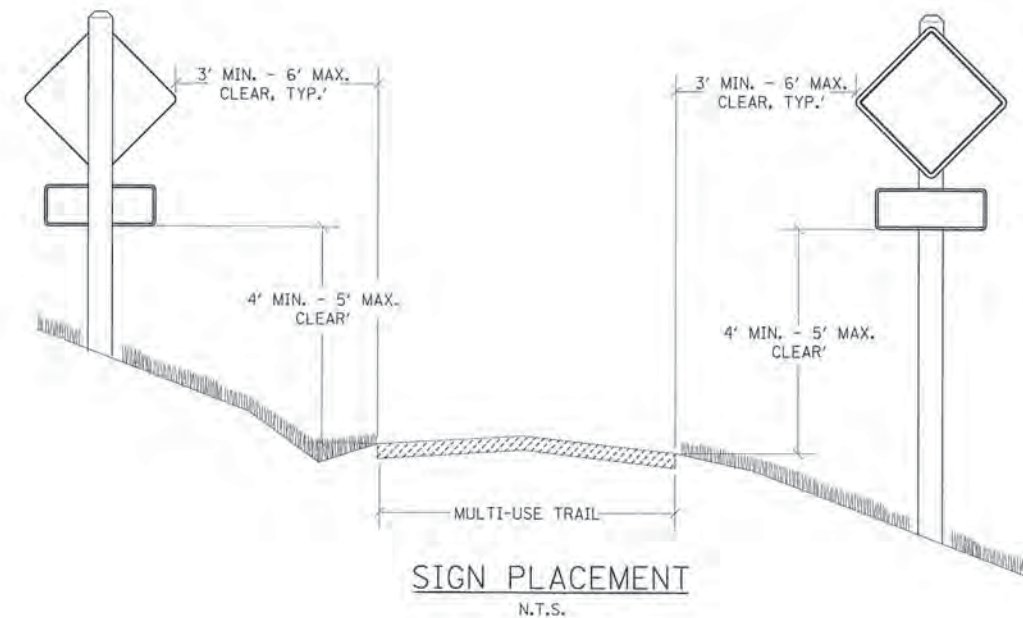 3' MIN. - 6' MAX.
CLEAR, TYP.'
3' MIN. - 6' MAX.
CLEAR, TYP.'
4' MIN. - 5' MAX.
CLEAR'
4' MIN. - 5' MAX.
CLEAR'
MULTI-USE TRAIL
SIGN PLACEMENT
N.T.S.